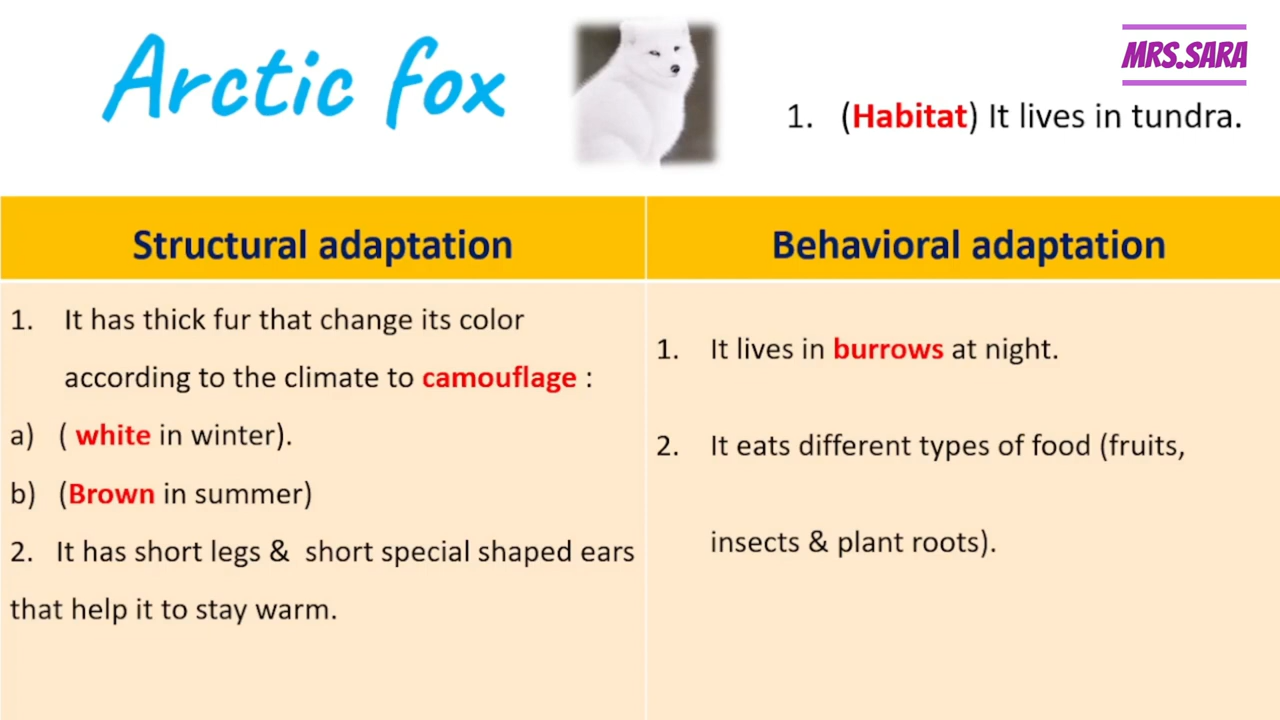 Arctic fox
MRS.SARA
1. (Habitat) It lives in tundra.
Structural adaptation
1. It has thick fur that change its color
according to the climate to camouflage :
a) ( white in winter).
b) (Brown in summer)
2. It has short legs & short special shaped ears
that help it to stay warm.
Behavioral adaptation
1. It lives in burrows at night.
2. It eats different types of food (fruits,
insects & plant roots).